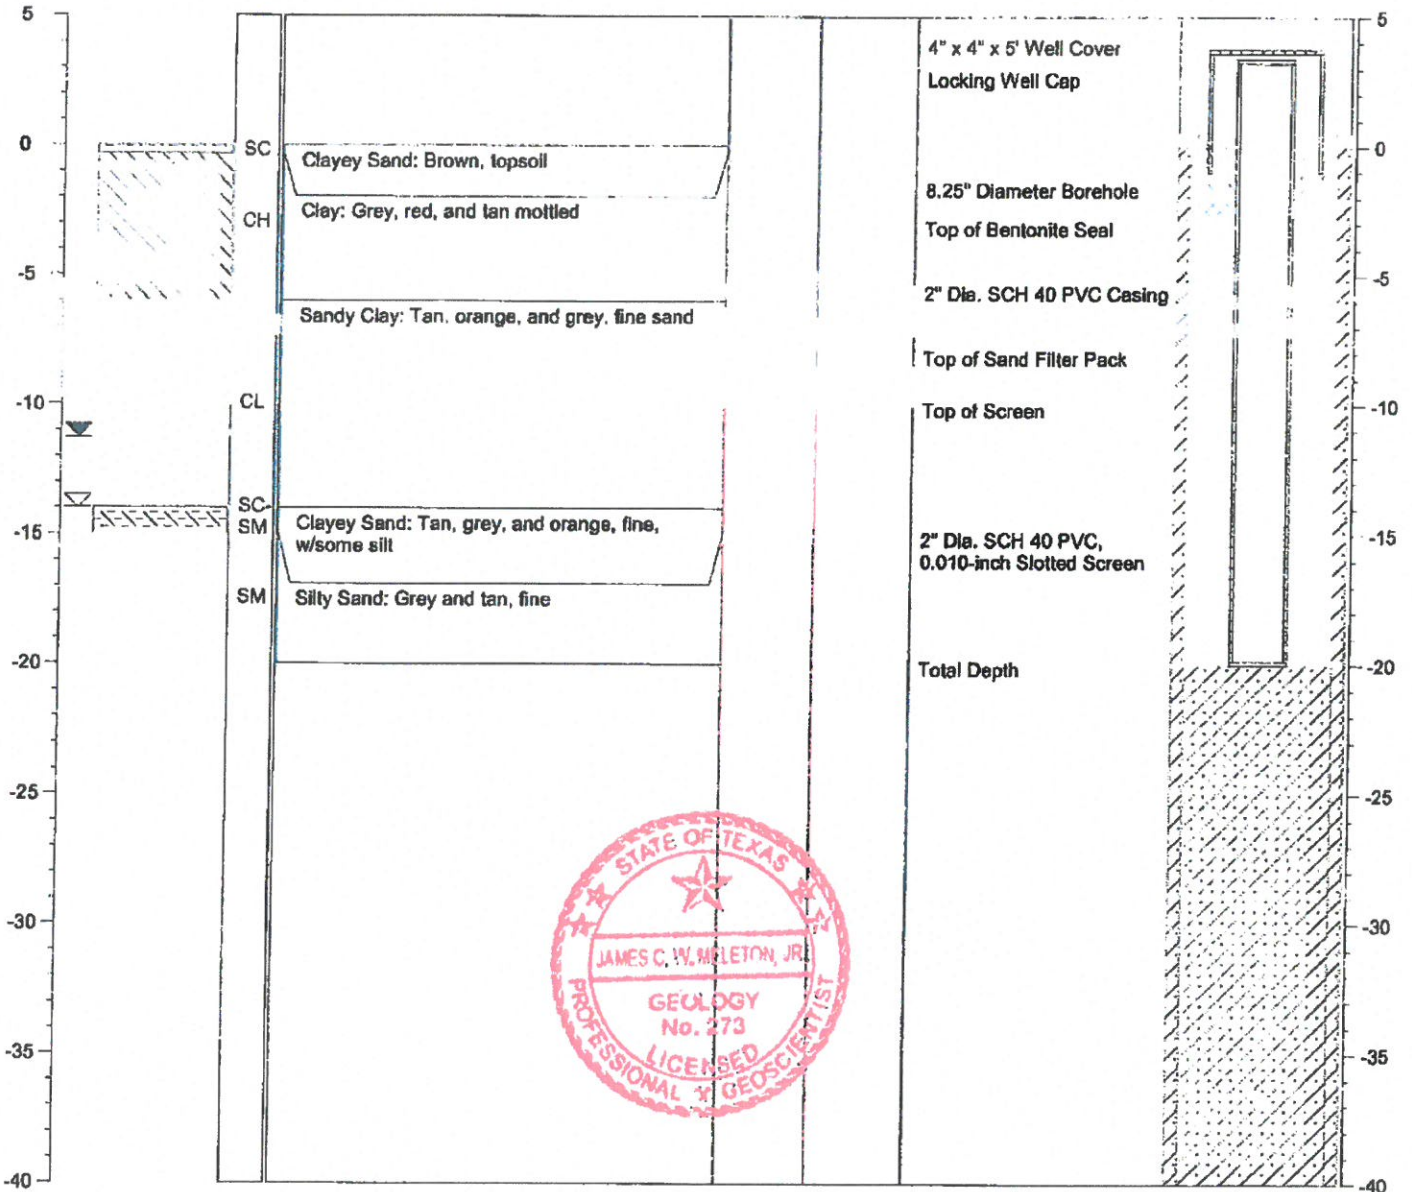 5
5
4" x 4" x 5' Well Cover
Locking Well Cap
0
SC
Clayey Sand: Brown, topsoil
0
Clay: Grey, red, and tan mottled
CH
8.25" Diameter Borehole
Top of Bentonite Seal
-5
-5
2" Dia. SCH 40 PVC Casing
Sandy Clay: Tan, orange, and grey, fine sand
Top of Sand Filter Pack
-10
CL
Top of Screen
-10
SC-
SM
Clayey Sand: Tan, grey, and orange, fine,
w/some silt
-15
2" Dia. SCH 40 PVC,
0.010-inch Slotted Screen
-15
SM
Silty Sand: Grey and tan, fine
-20
Total Depth
-20
-25
-25
STATE OF TEXAS
-30
-30
JAMES C. W. MELETON, JR
GEOLOGY
No. 273
LICENSED
PROFESSIONAL GEOSCIENTIST
-35
-35
-40
-40